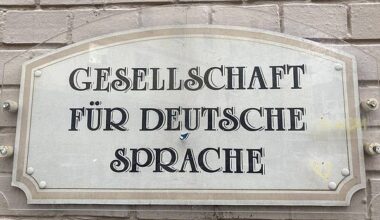 GESELLSCHAFT
FÜR DEUTSCHE
SPRACHE